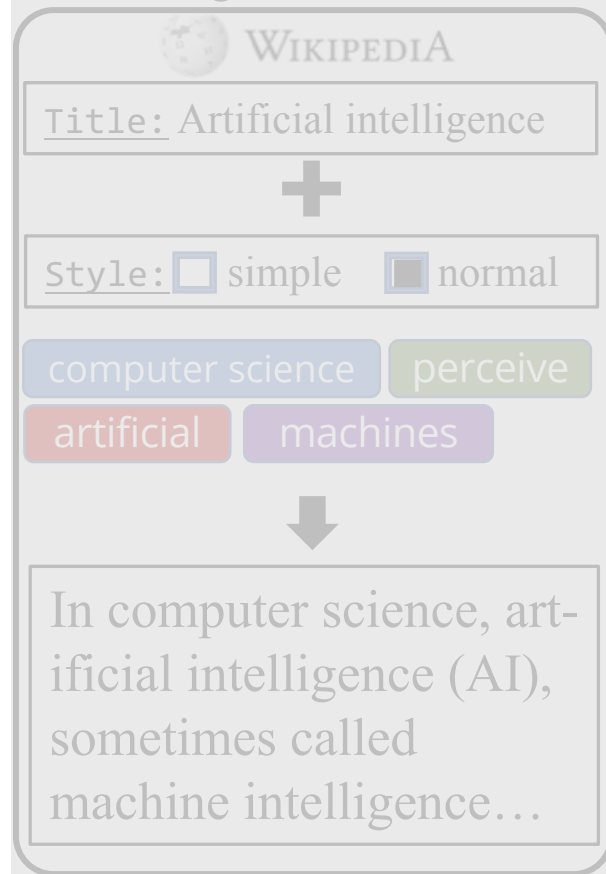 WIKIPEDIA
Title: Artificial intelligence
Style: simple normal
computer science perceive
artificial machines
In computer science, art-
ificial intelligence (AI),
sometimes called
machine intelligence…